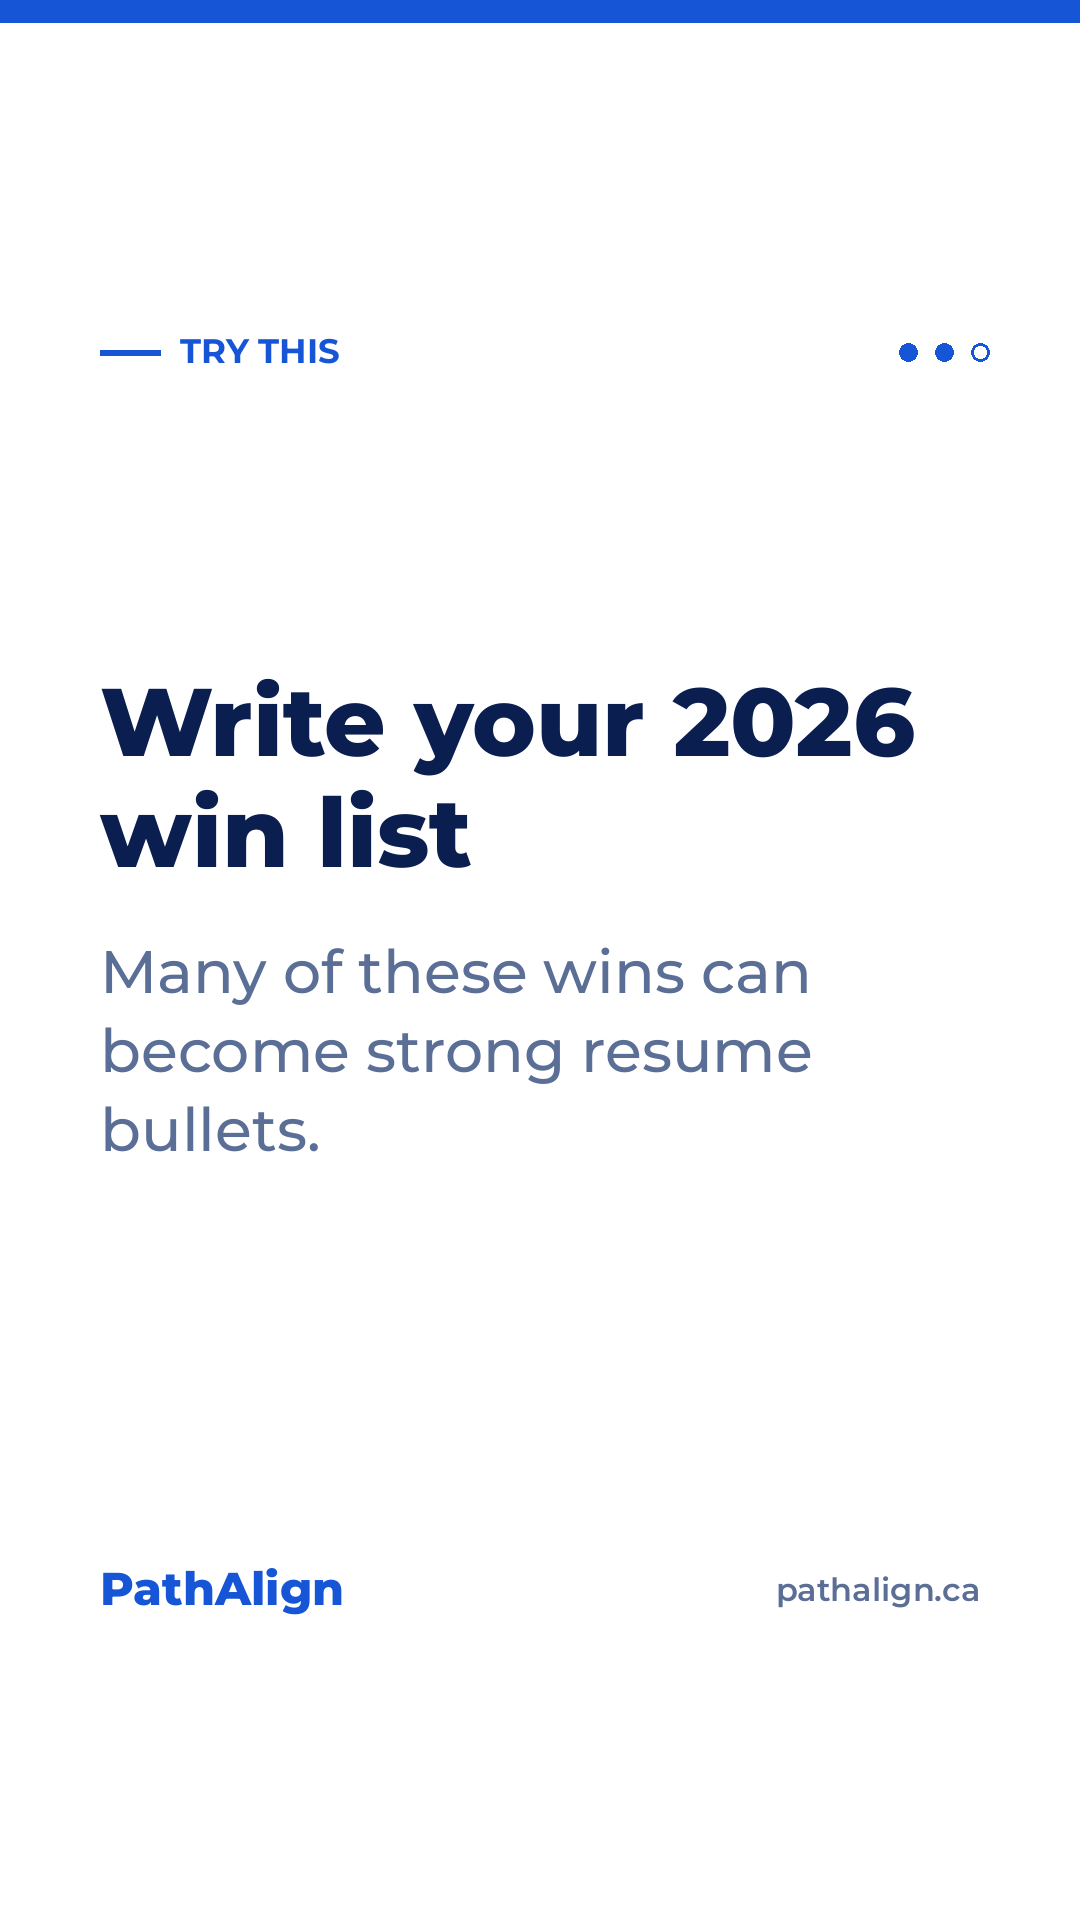 TRY THIS
Write your 2026
win list
Many of these wins can
become strong resume
bullets.
PathAlign
pathalign.ca